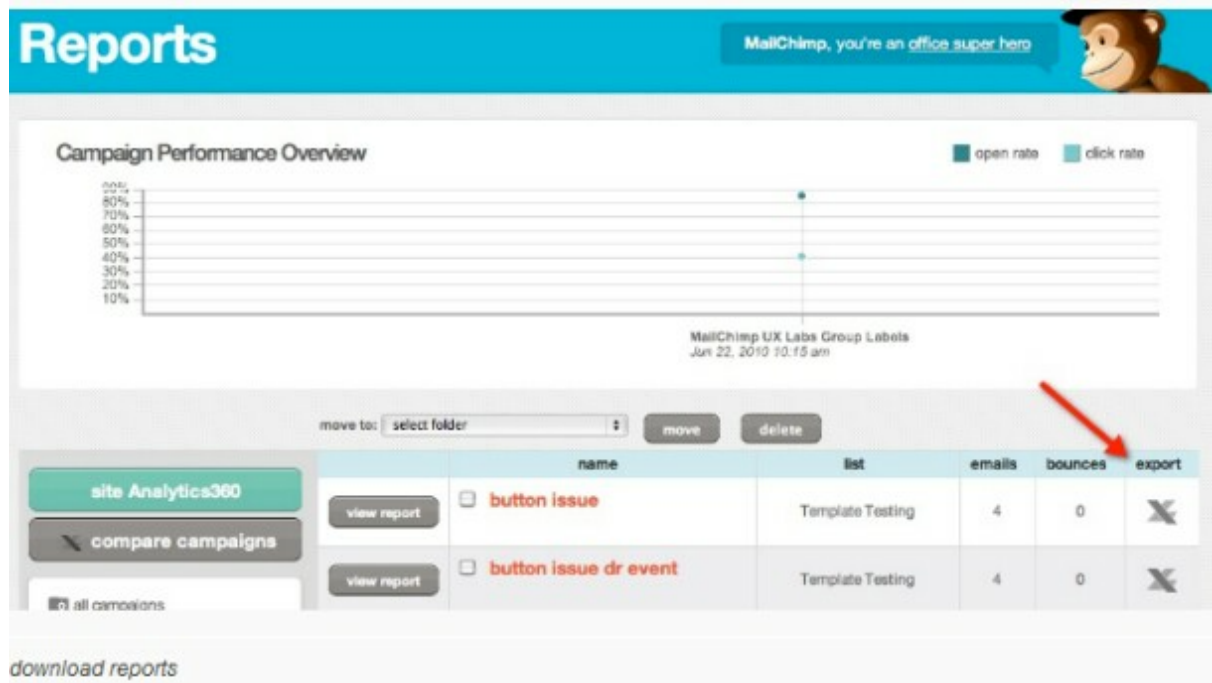 Reports
MailChimp, you're an office super hero
Campaign Performance Overview
open rate click rate
90%
80%
70%
60%
50%
40%
30%
20%
10%
MailChimp UX Labs Group Labels
Jun 22, 2010 10:15 am
move to: select folder move delete
name list emails bounces export
site Analytics360
view report button issue Template Testing 4 0
compare campaigns
view report button issue dr event Template Testing 4 0
all campaigns
download reports